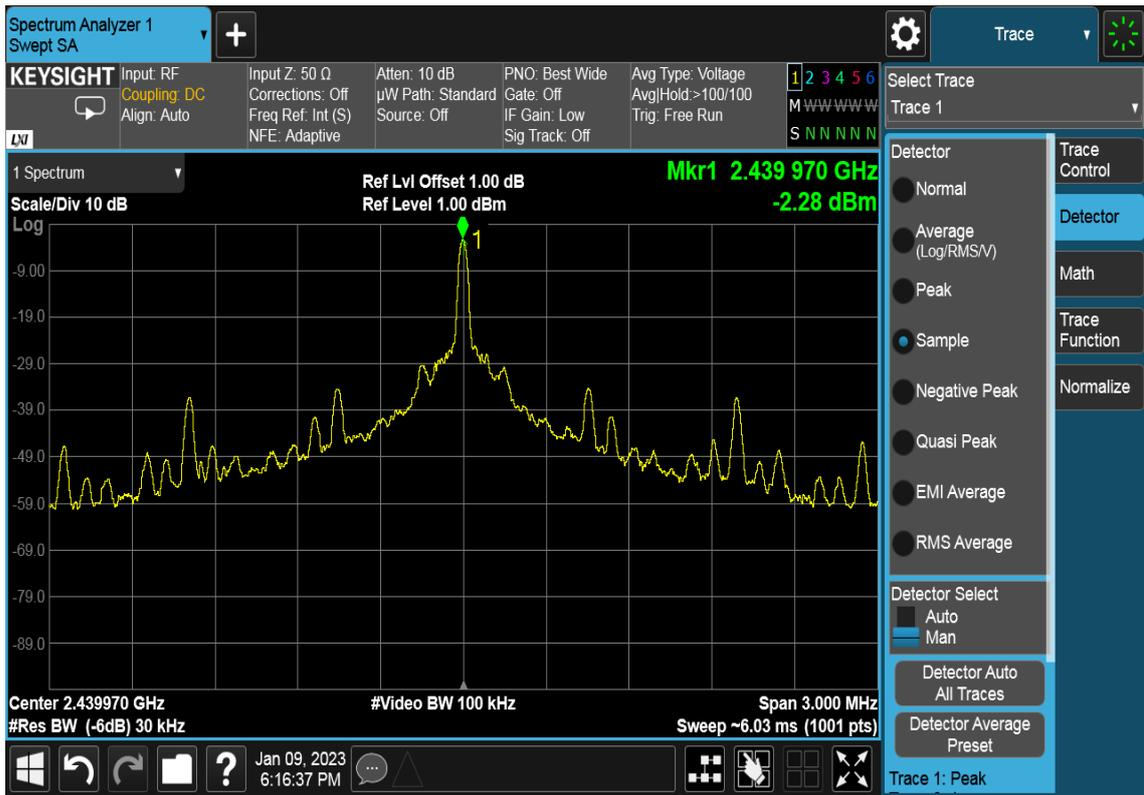 Spectrum Analyzer 1
Swept SA
+
Trace
KEYSIGHT
LXI
Input: RF
Coupling: DC
Align: Auto
Input Z: 50 Ω
Corrections: Off
Freq Ref: Int (S)
NFE: Adaptive
Atten: 10 dB
µW Path: Standard
Source: Off
PNO: Best Wide
Gate: Off
IF Gain: Low
Sig Track: Off
Avg Type: Voltage
Avg|Hold:>100/100
Trig: Free Run
1 2 3 4 5 6
M W W W W W
S N N N N N
Select Trace
Trace 1
1 Spectrum
Scale/Div 10 dB
Ref Lvl Offset 1.00 dB
Ref Level 1.00 dBm
Mkr1 2.439 970 GHz
-2.28 dBm
Log
1
-9.00
-19.0
-29.0
-39.0
-49.0
-59.0
-69.0
-79.0
-89.0
Center 2.439970 GHz
#Video BW 100 kHz
Span 3.000 MHz
#Res BW (-6dB) 30 kHz
Sweep ~6.03 ms (1001 pts)
Detector
Normal
Average
(Log/RMS/V)
Peak
Sample
Negative Peak
Quasi Peak
EMI Average
RMS Average
Detector Select
Auto
Man
Detector Auto
All Traces
Detector Average
Preset
Trace 1: Peak
Trace
Control
Detector
Math
Trace
Function
Normalize
?
Jan 09, 2023
6:16:37 PM